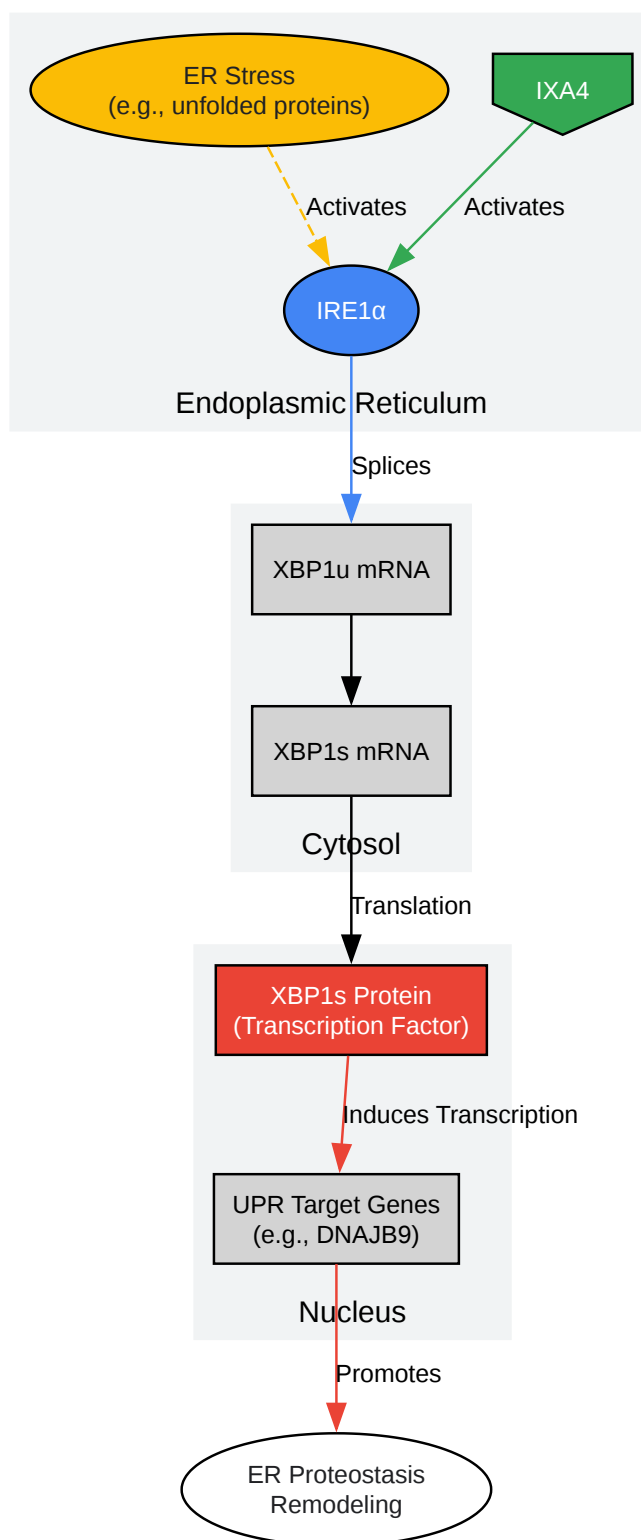 ER Stress
(e.g., unfolded proteins)
IXA4
Activates
Activates
IRE1α
Endoplasmic Reticulum
Splices
XBP1u mRNA
XBP1s mRNA
Cytosol
Translation
XBP1s Protein
(Transcription Factor)
Induces Transcription
UPR Target Genes
(e.g., DNAJB9)
Nucleus
Promotes
ER Proteostasis
Remodeling